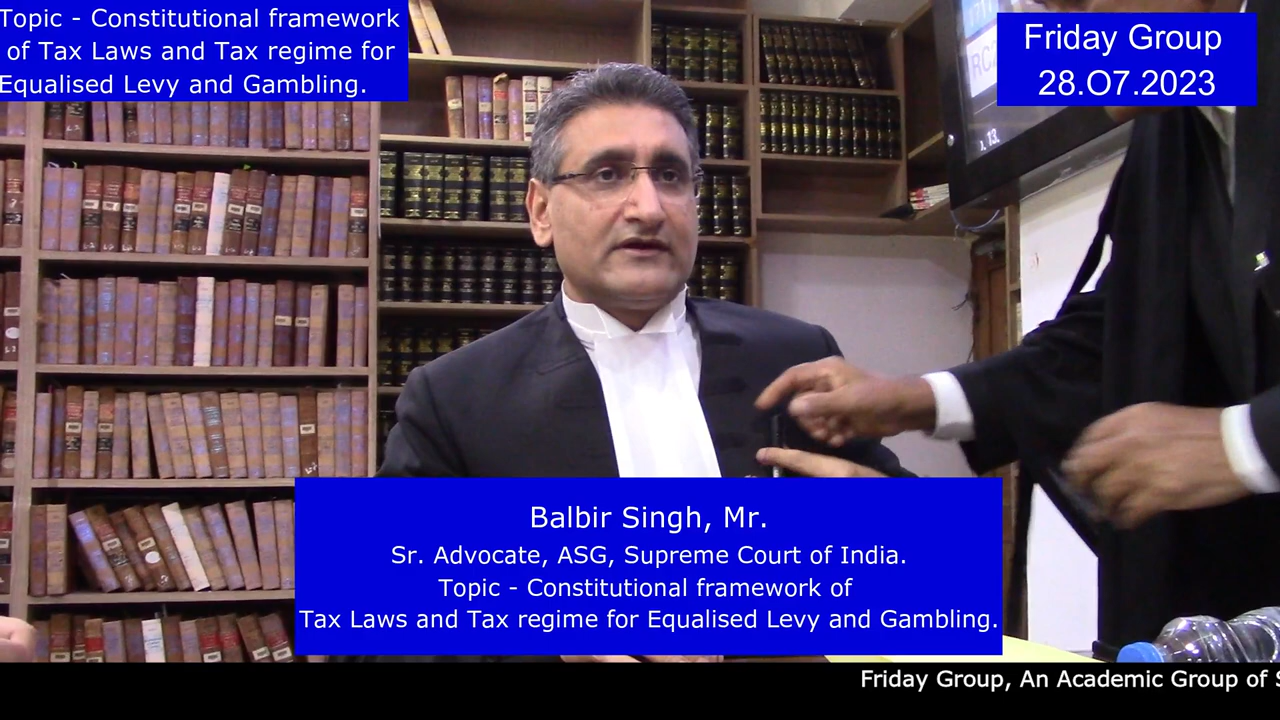 Topic - Constitutional framework
of Tax Laws and Tax regime for
Equalised Levy and Gambling.
Friday Group
28.O7.2023
RC
13.
Balbir Singh, Mr.
Sr. Advocate, ASG, Supreme Court of India.
Topic - Constitutional framework of
Tax Laws and Tax regime for Equalised Levy and Gambling.
Friday Group, An Academic Group of